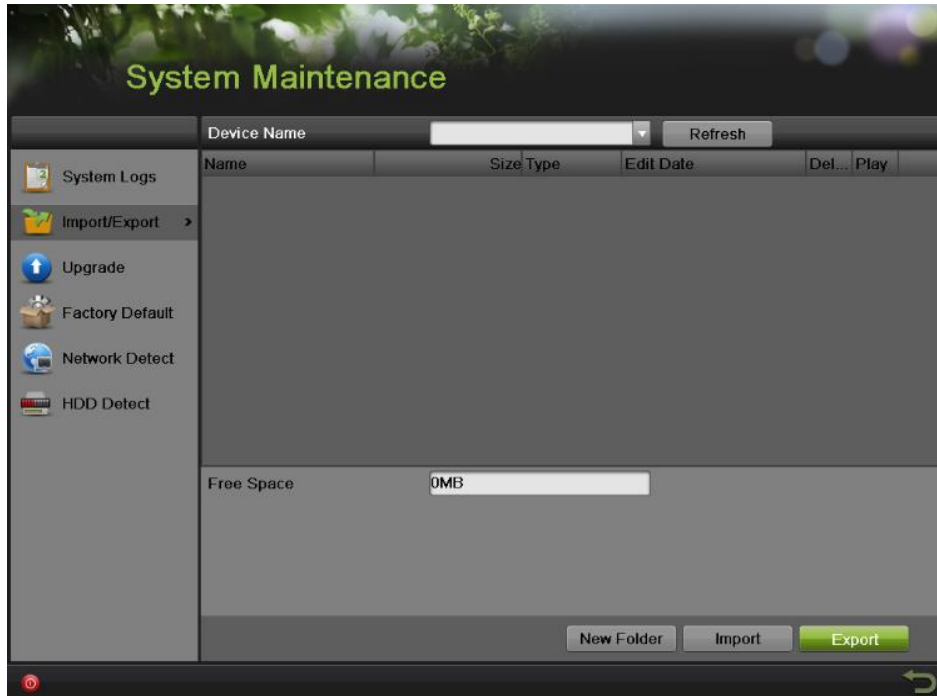 System Maintenance
Device Name Refresh
Name Size Type Edit Date Del... Play
System Logs
Import/Export
Upgrade
Factory Default
Network Detect
HDD Detect
Free Space 0MB
New Folder Import Export